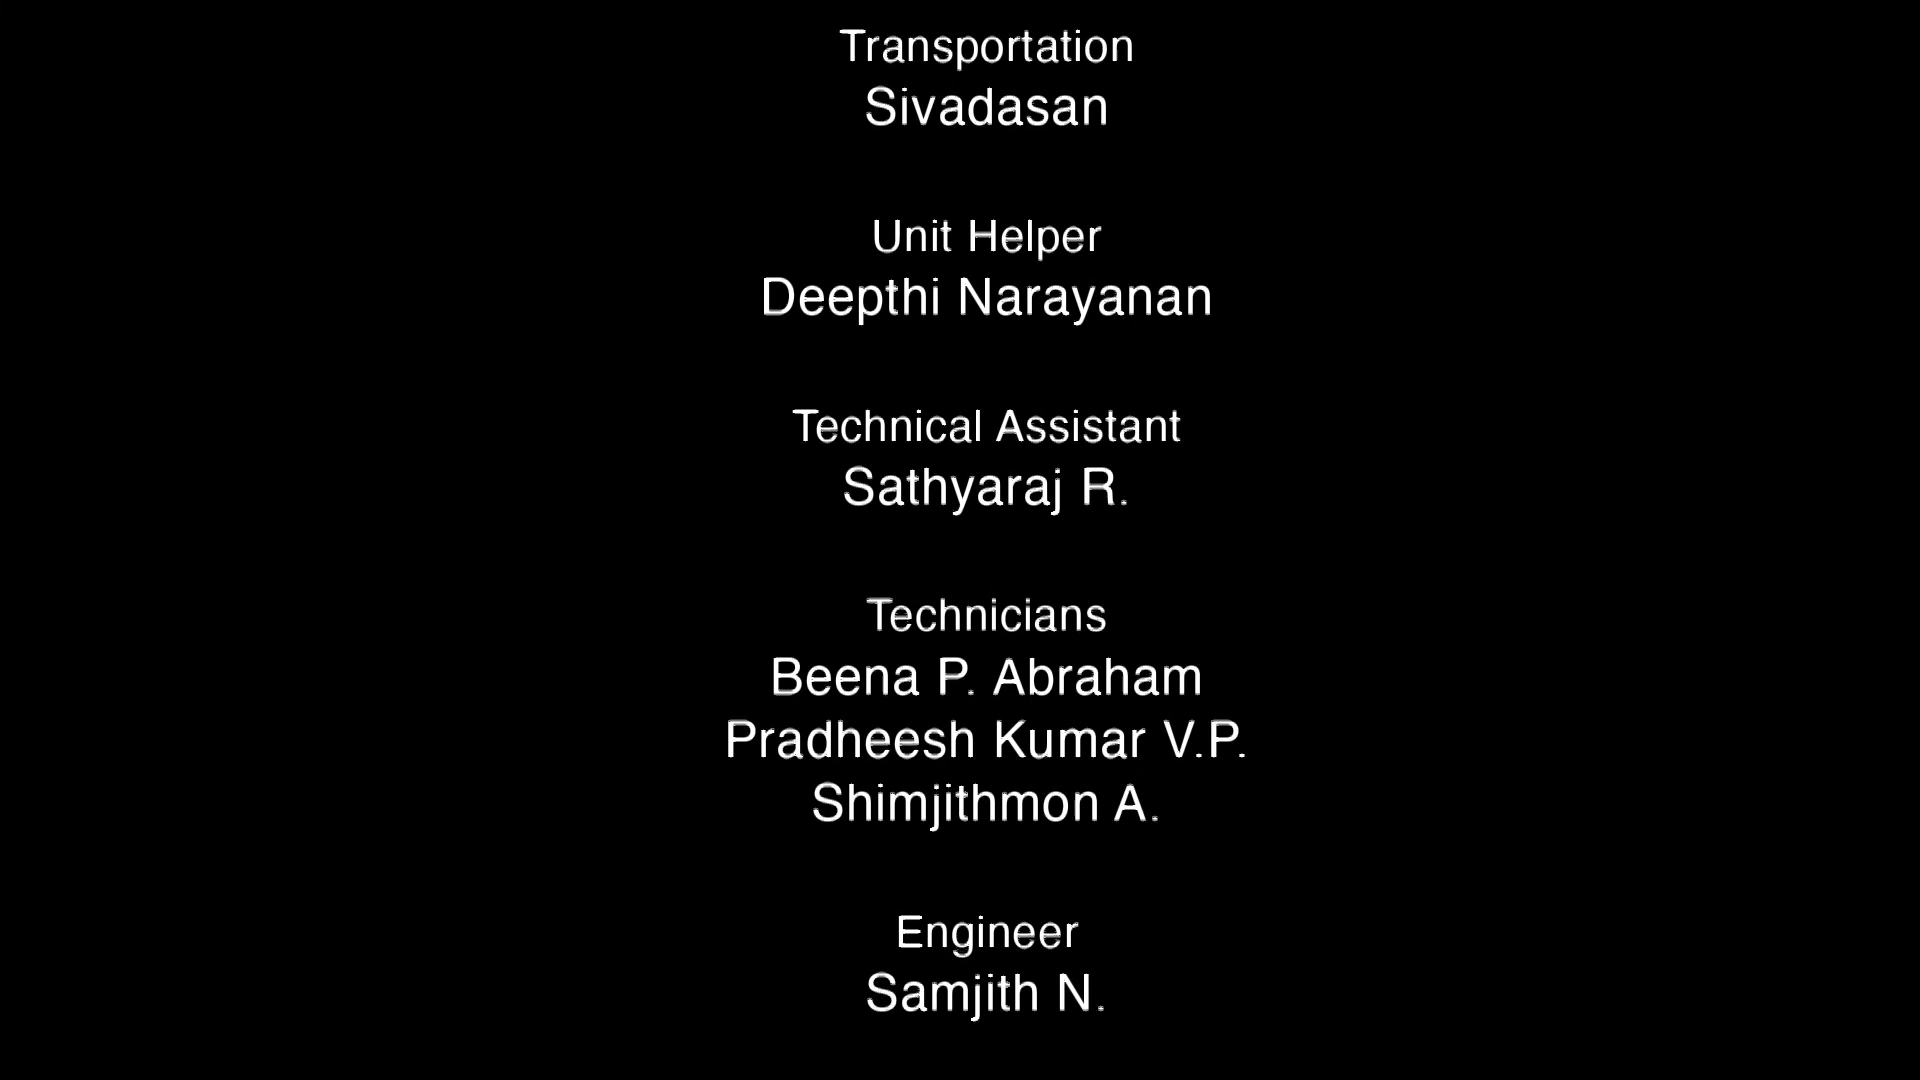 Transportation
Sivadasan
Unit Helper
Deepthi Narayanan
Technical Assistant
Sathyaraj R.
Technicians
Beena P. Abraham
Pradheesh Kumar V.P.
Shimjithmon A.
Engineer
Samjith N.